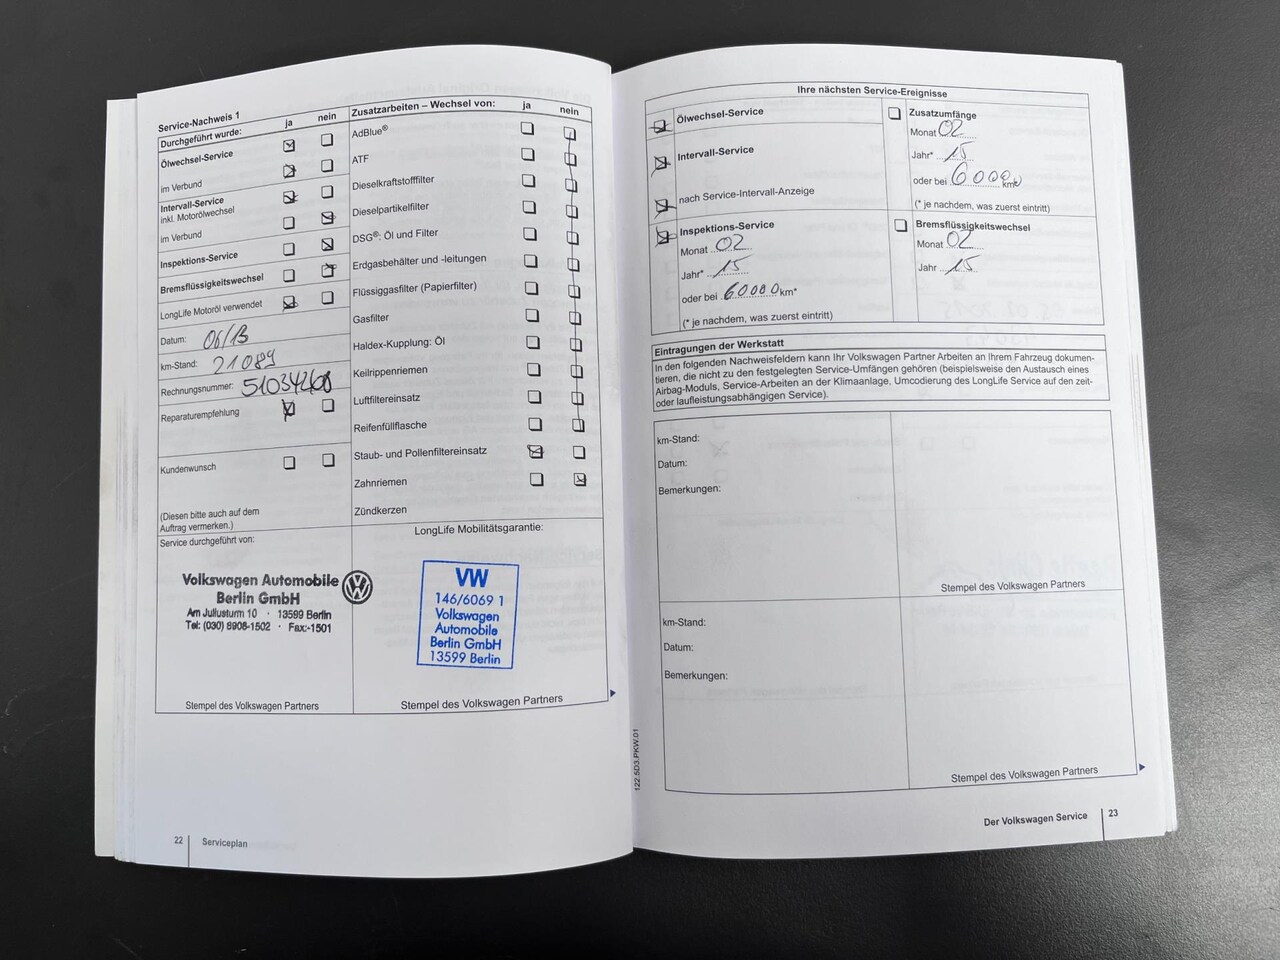 Service-Nachweis 1
ja
nein
Durchgeführt wurde:
Ölwechsel-Service
im Verbund
Intervall-Service
inkl. Motorölwechsel
im Verbund
Inspektions-Service
Bremsflüssigkeitswechsel
LongLife Motoröl verwendet
Datum: 06/13
km-Stand: 21089
Rechnungsnummer:
Reparaturempfehlung
Kundenwunsch
(Diesen bitte auch auf dem
Auftrag vermerken.)
Zusatzarbeiten – Wechsel von:
ja
nein
AdBlue®
ATF
Dieselkraftstofffilter
Dieselpartikelfilter
DSG®: Öl und Filter
Erdgasbehälter und -leitungen
Flüssiggasfilter (Papierfilter)
Gasfilter
Haldex-Kupplung: Öl
Keilrippenriemen
Luftfiltereinsatz
Reifenfüllflasche
Staub- und Pollenfiltereinsatz
Zahnriemen
Zündkerzen
Service durchgeführt von:
Volkswagen Automobile
Berlin GmbH
Am Juliusturm 10 · 13599 Berlin
Tel: (030) 8908-1502 · Fax:-1501
Stempel des Volkswagen Partners
LongLife Mobilitätsgarantie:
VW
146/6069 1
Volkswagen
Automobile
Berlin GmbH
13599 Berlin
Stempel des Volkswagen Partners
22
Serviceplan
122.5D3.PKW.01
Ihre nächsten Service-Ereignisse
Ölwechsel-Service
Intervall-Service
nach Service-Intervall-Anzeige
Inspektions-Service
Monat 02
Jahr* 15
oder bei 60000 km*
(* je nachdem, was zuerst eintritt)
Zusatzumfänge
Monat 02
Jahr* 15
oder bei 60000 km*
(* je nachdem, was zuerst eintritt)
Bremsflüssigkeitswechsel
Monat 02
Jahr 15
Eintragungen der Werkstatt
In den folgenden Nachweisfeldern kann Ihr Volkswagen Partner Arbeiten an Ihrem Fahrzeug dokumen-
tieren, die nicht zu den festgelegten Service-Umfängen gehören (beispielsweise den Austausch eines
Airbag-Moduls, Service-Arbeiten an der Klimaanlage, Umcodierung des LongLife Service auf den zeit-
oder laufleistungsabhängigen Service).
km-Stand:
Datum:
Bemerkungen:
Stempel des Volkswagen Partners
km-Stand:
Datum:
Bemerkungen:
Stempel des Volkswagen Partners
Der Volkswagen Service
23